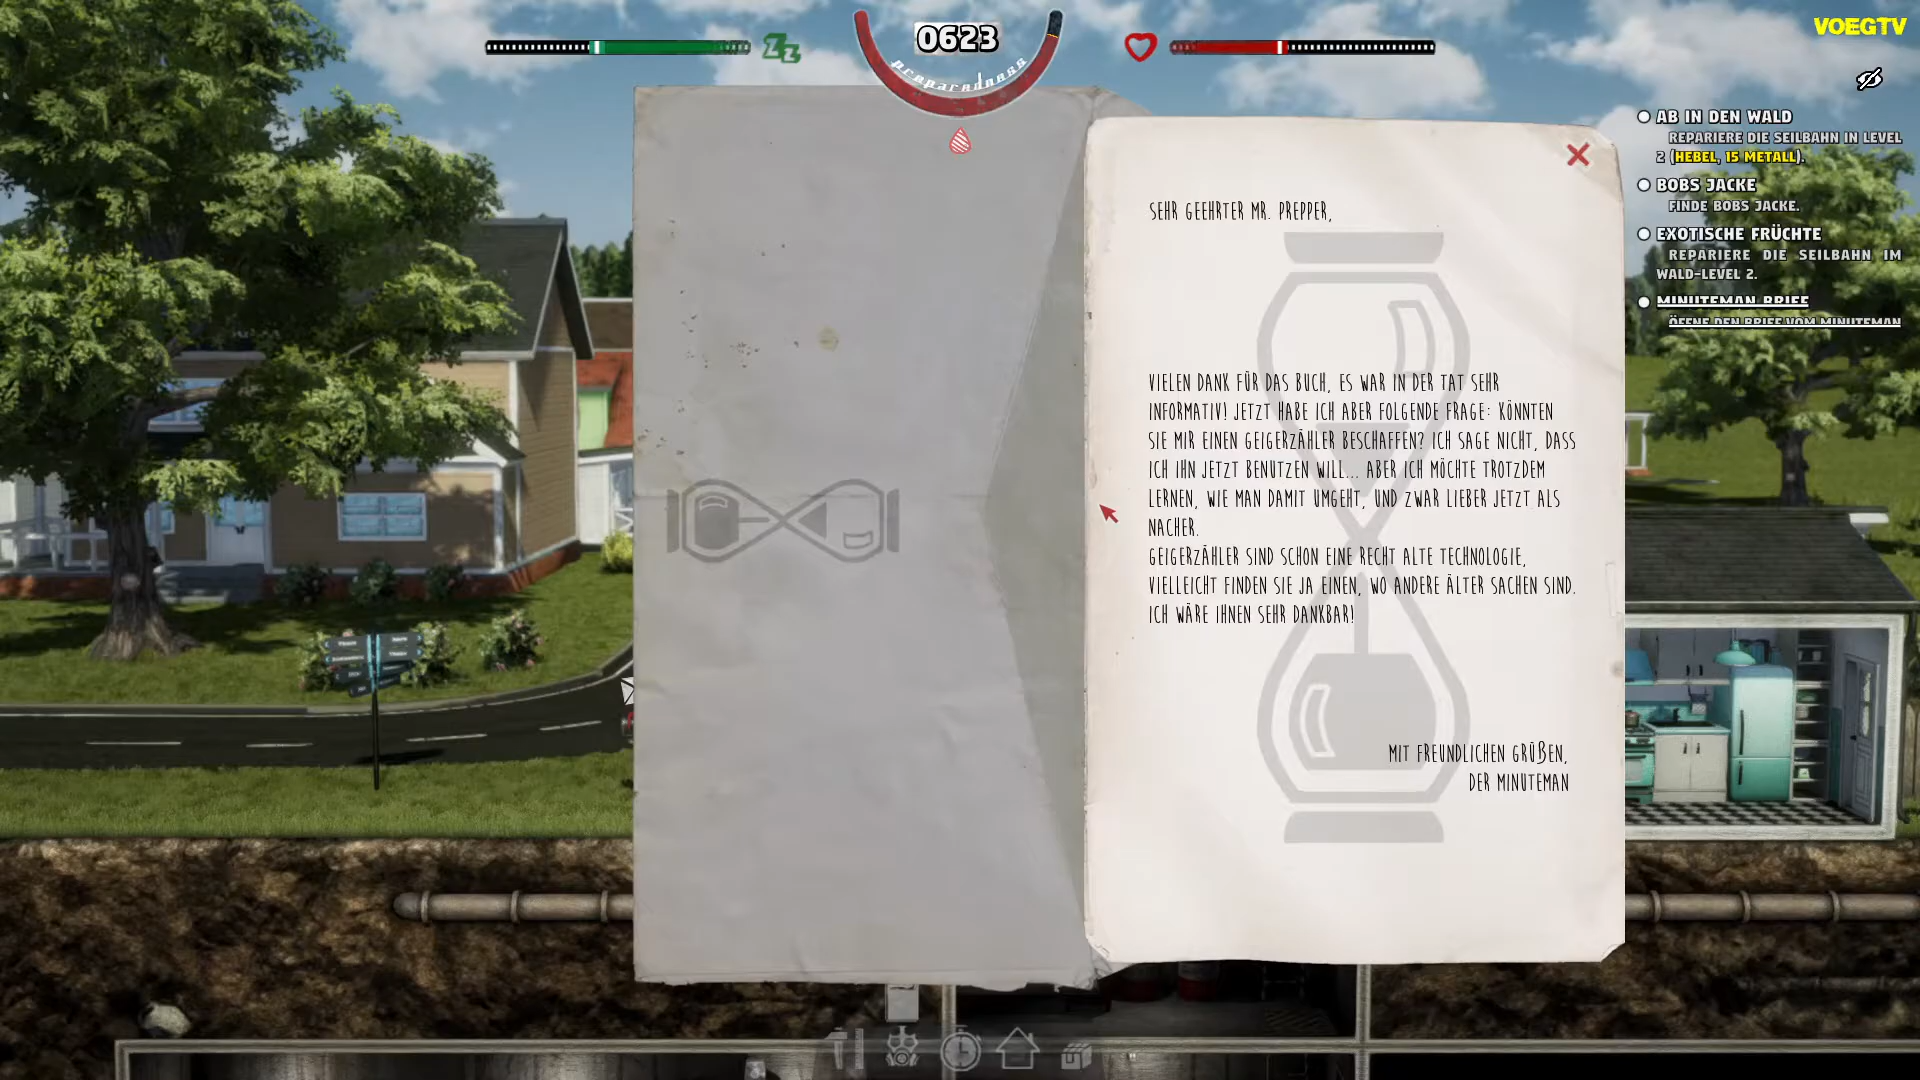 0623
preparedness
VOEGTV
AB IN DEN WALD
REPARIERE DIE SEILBAHN IN LEVEL
2 (HEBEL, 15 METALL).
BOBS JACKE
FINDE BOBS JACKE.
EXOTISCHE FRÜCHTE
REPARIERE DIE SEILBAHN IM
WALD-LEVEL 2.
MINUTEMAN BRIEF
ÖFFNE DEN BRIEF VOM MINUTEMAN
SEHR GEEHRTER MR. PREPPER,
VIELEN DANK FÜR DAS BUCH, ES WAR IN DER TAT SEHR
INFORMATIV! JETZT HABE ICH ABER FOLGENDE FRAGE: KÖNNTEN
SIE MIR EINEN GEIGERZÄHLER BESCHAFFEN? ICH SAGE NICHT, DASS
ICH IHN JETZT BENUTZEN WILL... ABER ICH MÖCHTE TROTZDEM
LERNEN, WIE MAN DAMIT UMGEHT, UND ZWAR LIEBER JETZT ALS
NACHER.
GEIGERZÄHLER SIND SCHON EINE RECHT ALTE TECHNOLOGIE,
VIELLEICHT FINDEN SIE JA EINEN, WO ANDERE ÄLTER SACHEN SIND.
ICH WÄRE IHNEN SEHR DANKBAR!
MIT FREUNDLICHEN GRÜßEN,
DER MINUTEMAN